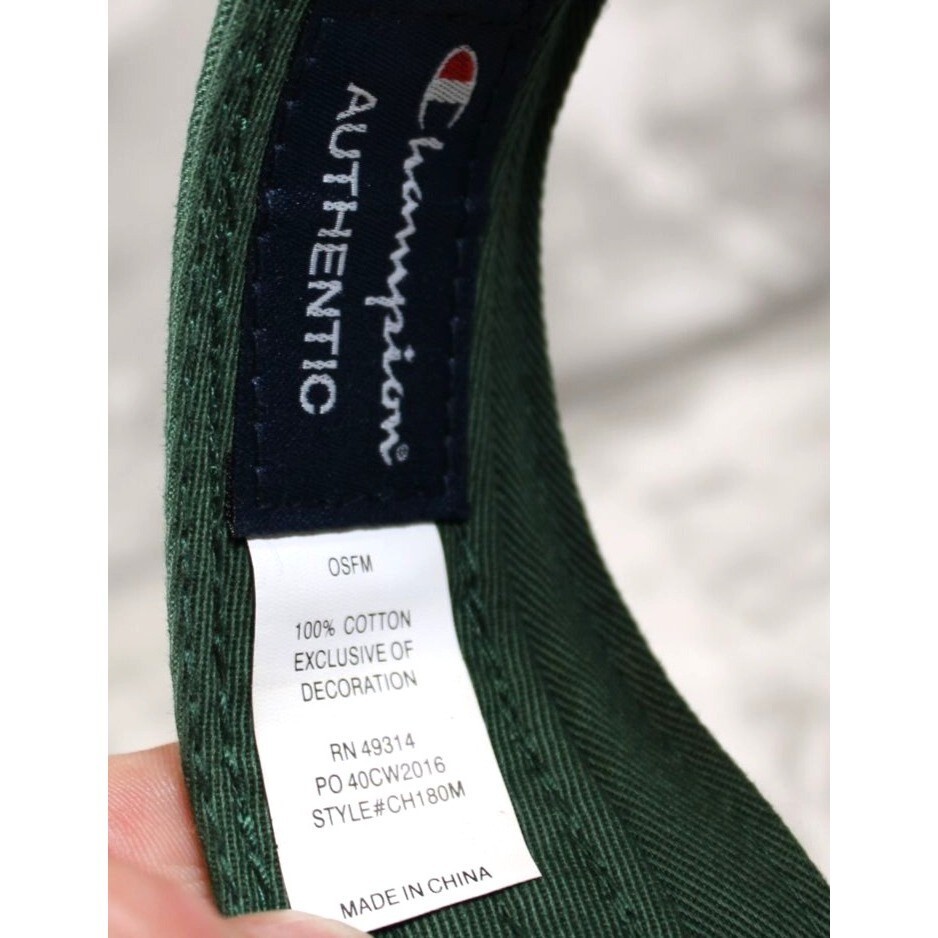 Champion©
AUTHENTIC
OSFM
100% COTTON
EXCLUSIVE OF
DECORATION
RN 49314
PO 40CW2016
STYLE#CH180M
MADE IN CHINA